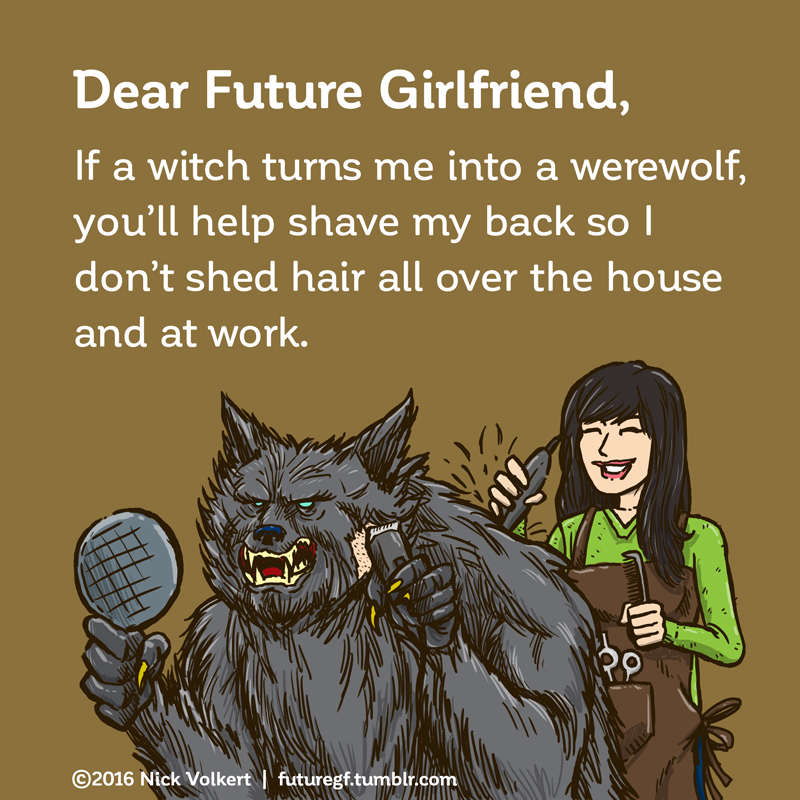 Dear Future Girlfriend,
If a witch turns me into a werewolf,
you’ll help shave my back so I
don’t shed hair all over the house
and at work.
©2016 Nick Volkert | futuregf.tumblr.com